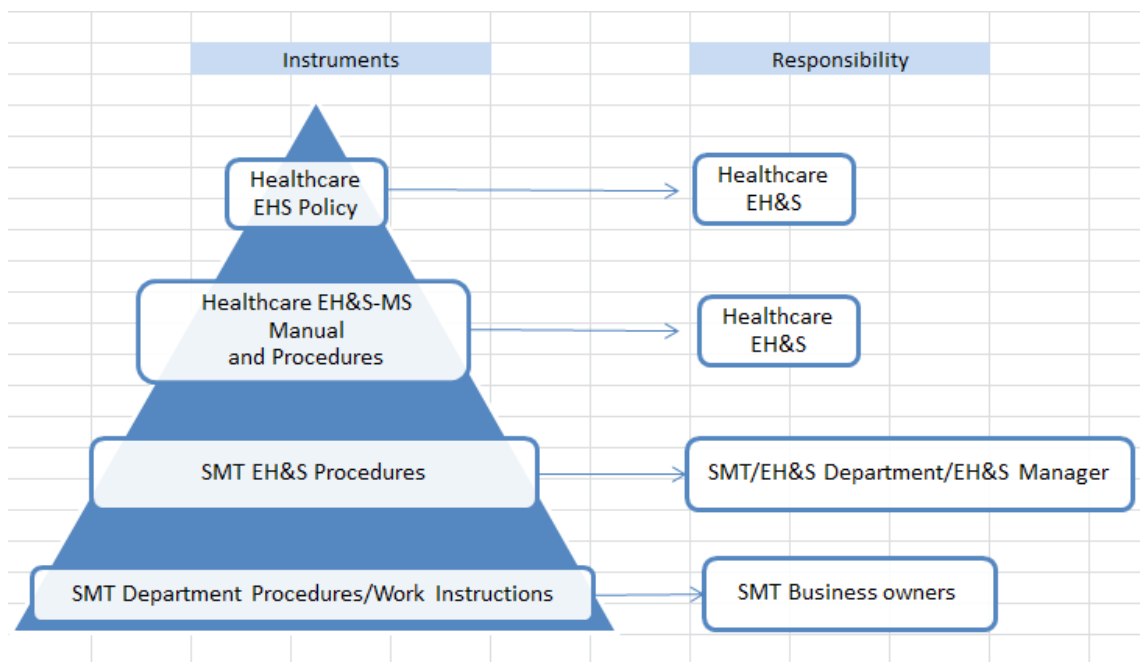 Instruments
Responsibility
Healthcare
EHS Policy
Healthcare
EH&S
Healthcare EH&S-MS
Manual
and Procedures
Healthcare
EH&S
SMT EH&S Procedures
SMT/EH&S Department/EH&S Manager
SMT Department Procedures/Work Instructions
SMT Business owners